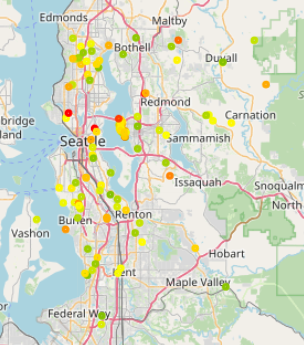 Edmonds
Maltby
Bothell
Duvall
Redmond
Carnation
bridge
land
Seattle
Sammamish
Issaquah
Snoqualm
North
Vashon
Burien
Renton
Hobart
Kent
Maple Valley
Federal Way